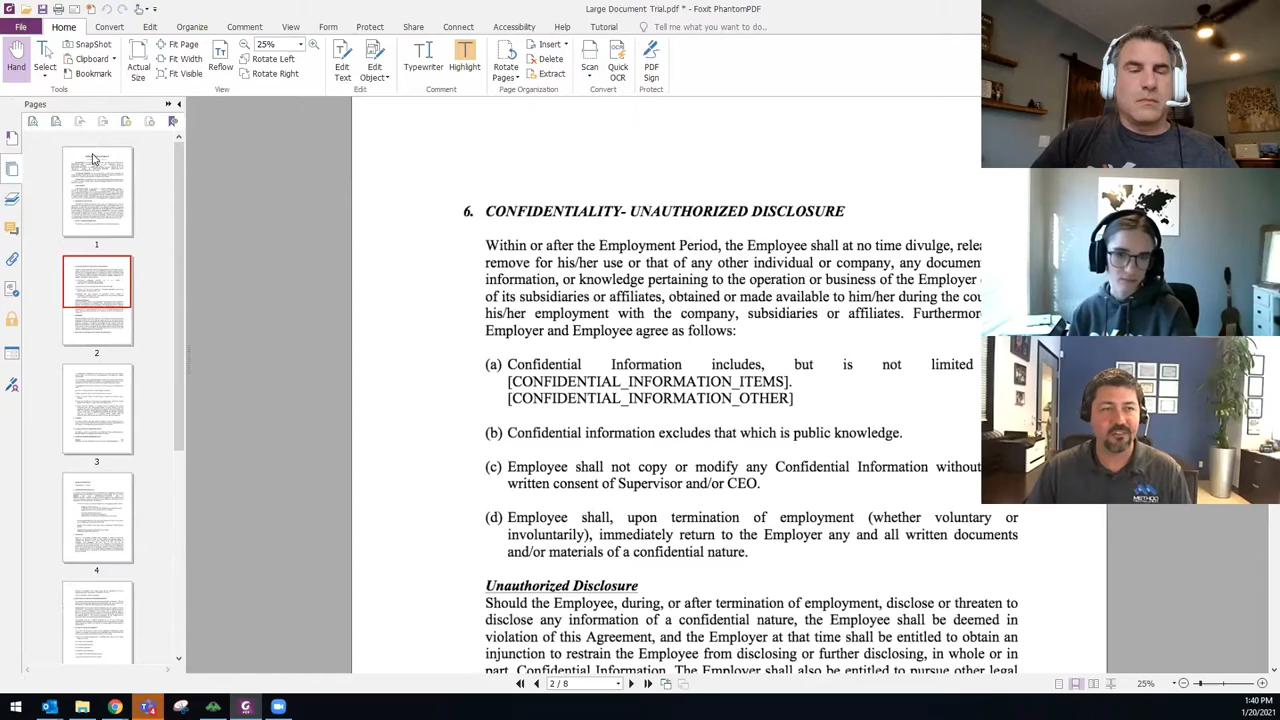 Large Document Trial.pdf * - Foxit PhantomPDF
File Home Convert Edit Organize Comment View Form Protect Share Connect Accessibility Help Tutorial Tell me what you want to do...
Hand
Select
SnapShot
Clipboard
Bookmark
Tools
Actual Size
Fit Page
Fit Width
Fit Visible
Reflow
25%
Rotate Left
Rotate Right
View
Edit Text
Edit Object
Edit
Typewriter
Highlight
Comment
Rotate Pages
Insert
Delete
Extract
Page Organization
Scan
Quick OCR
Convert
PDF Sign
Protect
Pages
1
2
3
4
6. CONFIDENTIALITY- UNAUTHORIZED DISCLOSURE
Within or after the Employment Period, the Employee shall at no time divulge,
remove for his/her use or that of any other individual or company, any
information, or knowledge pertaining to the operation or business of the Employer
of its subsidiaries or affiliates, obtained or made available to him/her during the
his/her employment with the company, subsidiaries or affiliates.
Employer and Employee agree as follows:
(a) Confidential Information includes, but is not limited
[CONFIDENTIAL_INFORMATION_ITEMS].
[CONFIDENTIAL_INFORMATION_OTHER]
(b) Confidential information excludes that which is public knowledge.
(c) Employee shall not copy or modify any Confidential Information without
written consent of Supervisor and/or CEO.
(d) Employee shall, upon termination of employment (whether voluntary or
involuntarily), immediately return to the Employer any and all written documents
and/or materials of a confidential nature.
Unauthorized Disclosure
Should the Employee, during, or after termination of employment, disclose or threaten to
disclose any information of a confidential nature, the Employee shall be deemed in
violation of this Agreement, and the Employer at that time shall be entitled to obtain an
injunction to restrain the Employee from disclosing, or further disclosing, in whole or in
part, Confidential Information. The Employer shall also be entitled to pursue other legal
METHOD
2 / 8
25%
1:40 PM
1/20/2021